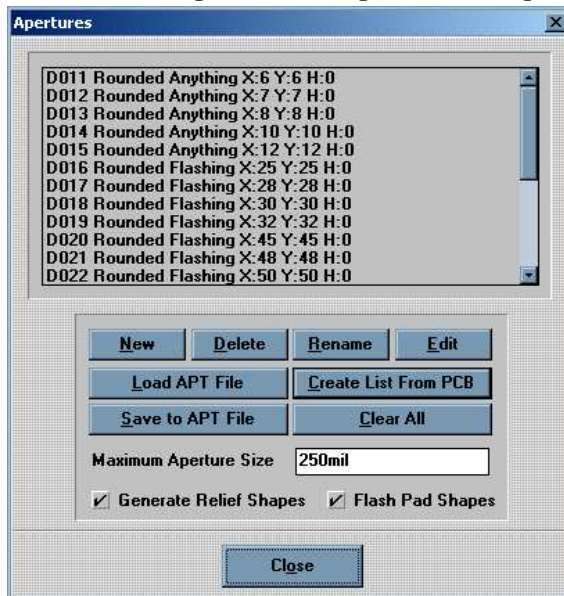 Apertures
D011 Rounded Anything X:6 Y:6 H:0
D012 Rounded Anything X:7 Y:7 H:0
D013 Rounded Anything X:8 Y:8 H:0
D014 Rounded Anything X:10 Y:10 H:0
D015 Rounded Anything X:12 Y:12 H:0
D016 Rounded Flashing X:25 Y:25 H:0
D017 Rounded Flashing X:28 Y:28 H:0
D018 Rounded Flashing X:30 Y:30 H:0
D019 Rounded Flashing X:32 Y:32 H:0
D020 Rounded Flashing X:45 Y:45 H:0
D021 Rounded Flashing X:48 Y:48 H:0
D022 Rounded Flashing X:50 Y:50 H:0
New Delete Rename Edit
Load APT File Create List From PCB
Save to APT File Clear All
Maximum Aperture Size 250mil
Generate Relief Shapes Flash Pad Shapes
Close